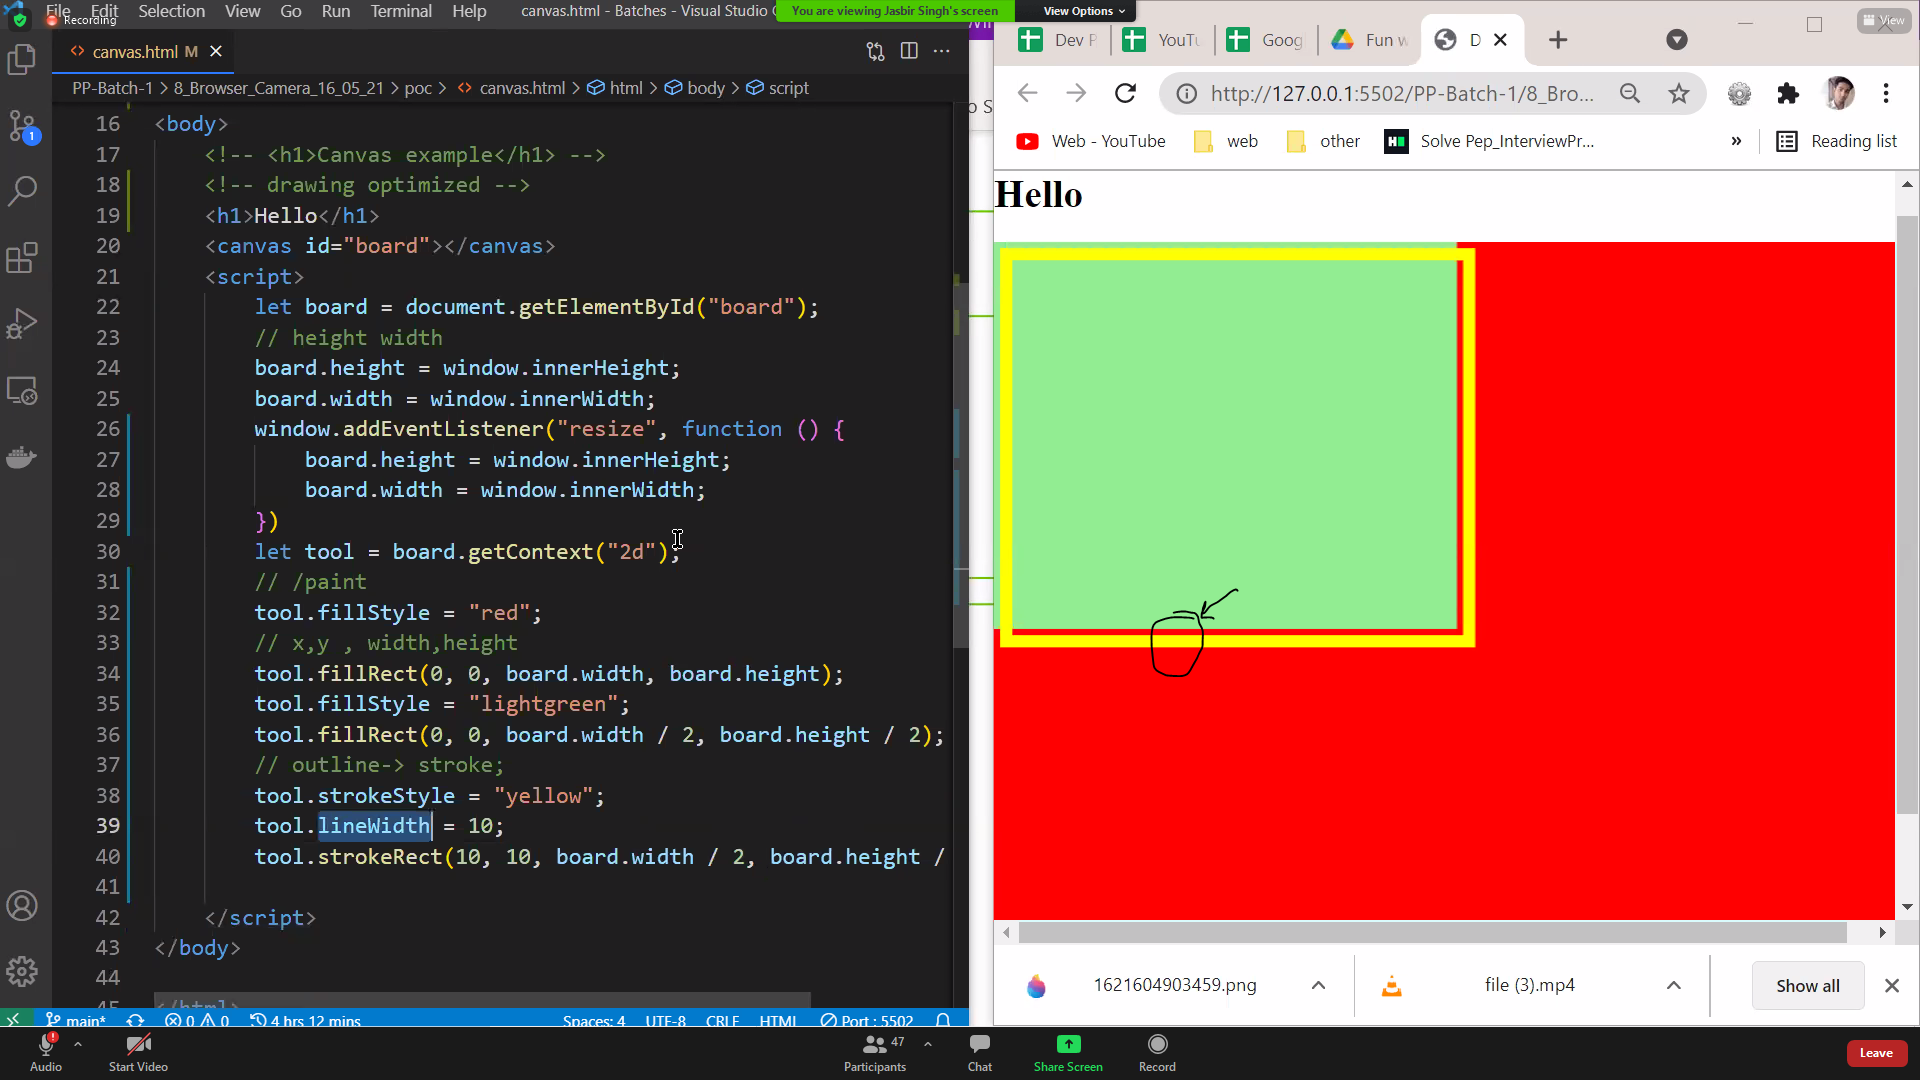 File Edit Selection View Go Run Terminal Help canvas.html - Batches - Visual Studio C
Recording
You are viewing Jasbir Singh's screen View Options
View
canvas.html M
Dev P YouTu Goog Fun w D
PP-Batch-1 > 8_Browser_Camera_16_05_21 > poc > canvas.html > html > body > script
http://127.0.0.1:5502/PP-Batch-1/8_Bro...
Web - YouTube web other Solve Pep_InterviewPr... » Reading list
16 <body>
17 <!-- <h1>Canvas example</h1> -->
18 <!-- drawing optimized -->
19 <h1>Hello</h1>
20 <canvas id="board"></canvas>
21 <script>
22 let board = document.getElementById("board");
23 // height width
24 board.height = window.innerHeight;
25 board.width = window.innerWidth;
26 window.addEventListener("resize", function () {
27 board.height = window.innerHeight;
28 board.width = window.innerWidth;
29 })
30 let tool = board.getContext("2d");
31 // /paint
32 tool.fillStyle = "red";
33 // x,y , width,height
34 tool.fillRect(0, 0, board.width, board.height);
35 tool.fillStyle = "lightgreen";
36 tool.fillRect(0, 0, board.width / 2, board.height / 2);
37 // outline-> stroke;
38 tool.strokeStyle = "yellow";
39 tool.lineWidth = 10;
40 tool.strokeRect(10, 10, board.width / 2, board.height /
41
42 </script>
43 </body>
44
45 </html>
Hello
1621604903459.png file (3).mp4 Show all
1
main* 0 0 4 hrs 12 mins Spaces: 4 UTF-8 CRLF HTML Port : 5502
Audio Start Video Participants 47 Chat Share Screen Record Leave